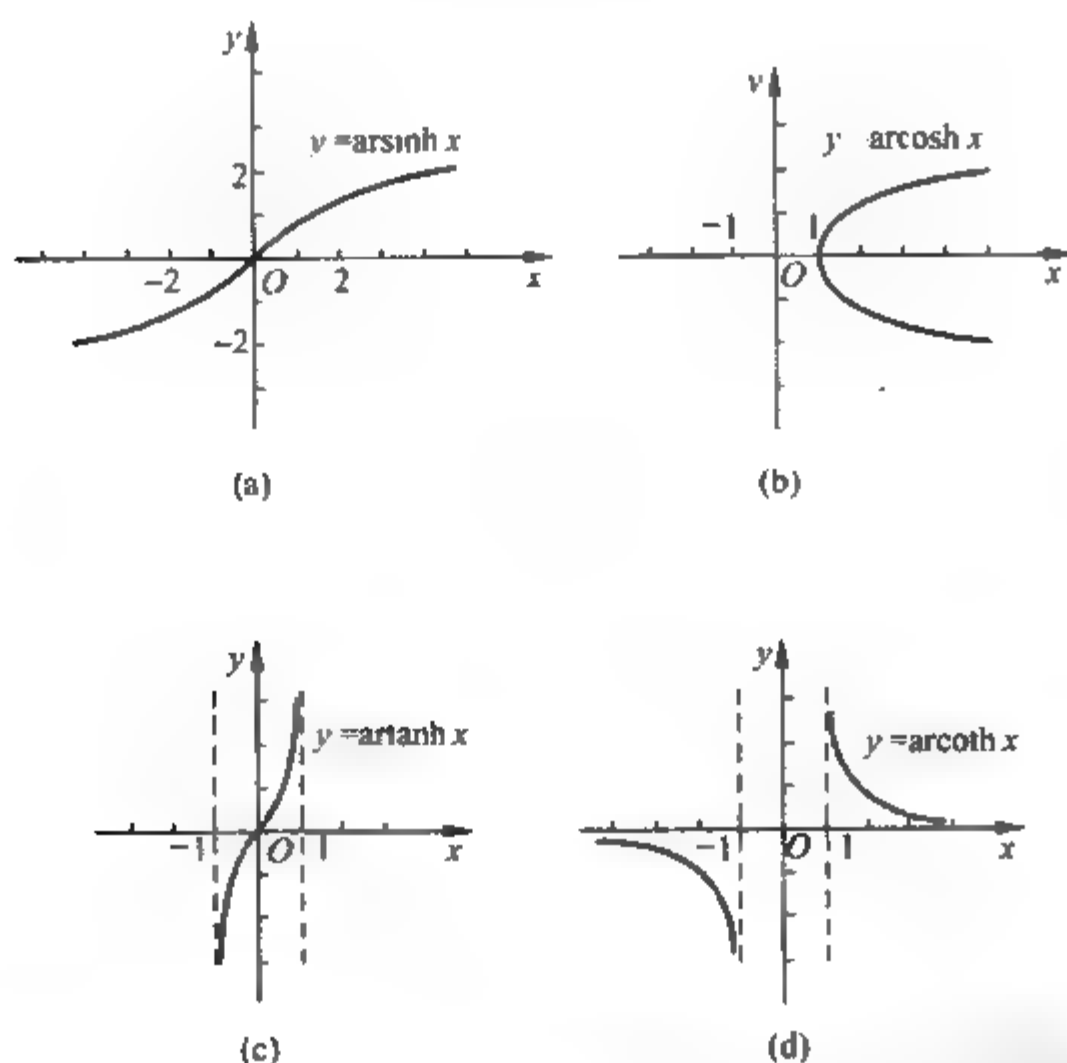 y
y =arsinh x
2
-2 O 2 x
-2
(a)
y
y arcosh x
-1 1
O x
(b)
y
y =artanh x
-1 O 1 x
(c)
y
y =arcoth x
-1 O 1 x
(d)